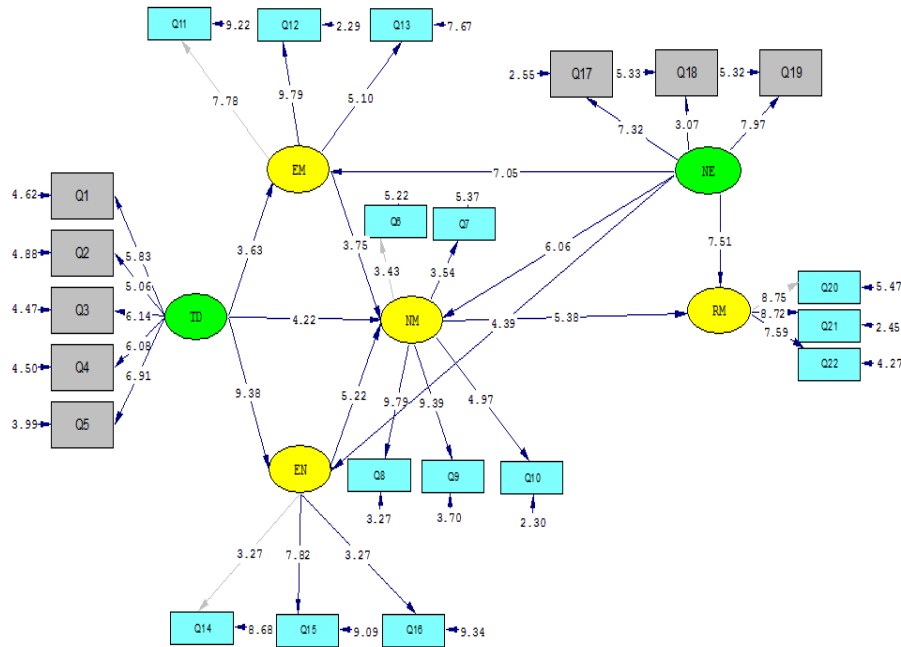 Q11
9.22
Q12
2.29
Q13
7.67
2.55
Q17
5.33
Q18
5.32
Q19
7.78
9.79
5.10
7.32
3.07
7.97
EM
7.05
NE
4.62
Q1
5.22
5.37
Q6
Q7
4.88
Q2
5.83
3.63
3.75
6.06
7.51
5.06
3.43
3.54
4.47
Q3
6.14
TD
4.22
NM
4.39
5.38
RM
8.75
Q20
5.47
8.72
Q21
2.45
7.59
Q22
4.27
4.50
Q4
6.08
6.91
3.99
Q5
9.38
5.22
9.79
9.39
4.97
EN
Q8
Q9
Q10
3.27
3.70
2.30
3.27
7.82
3.27
Q14
8.68
Q15
9.09
Q16
9.34